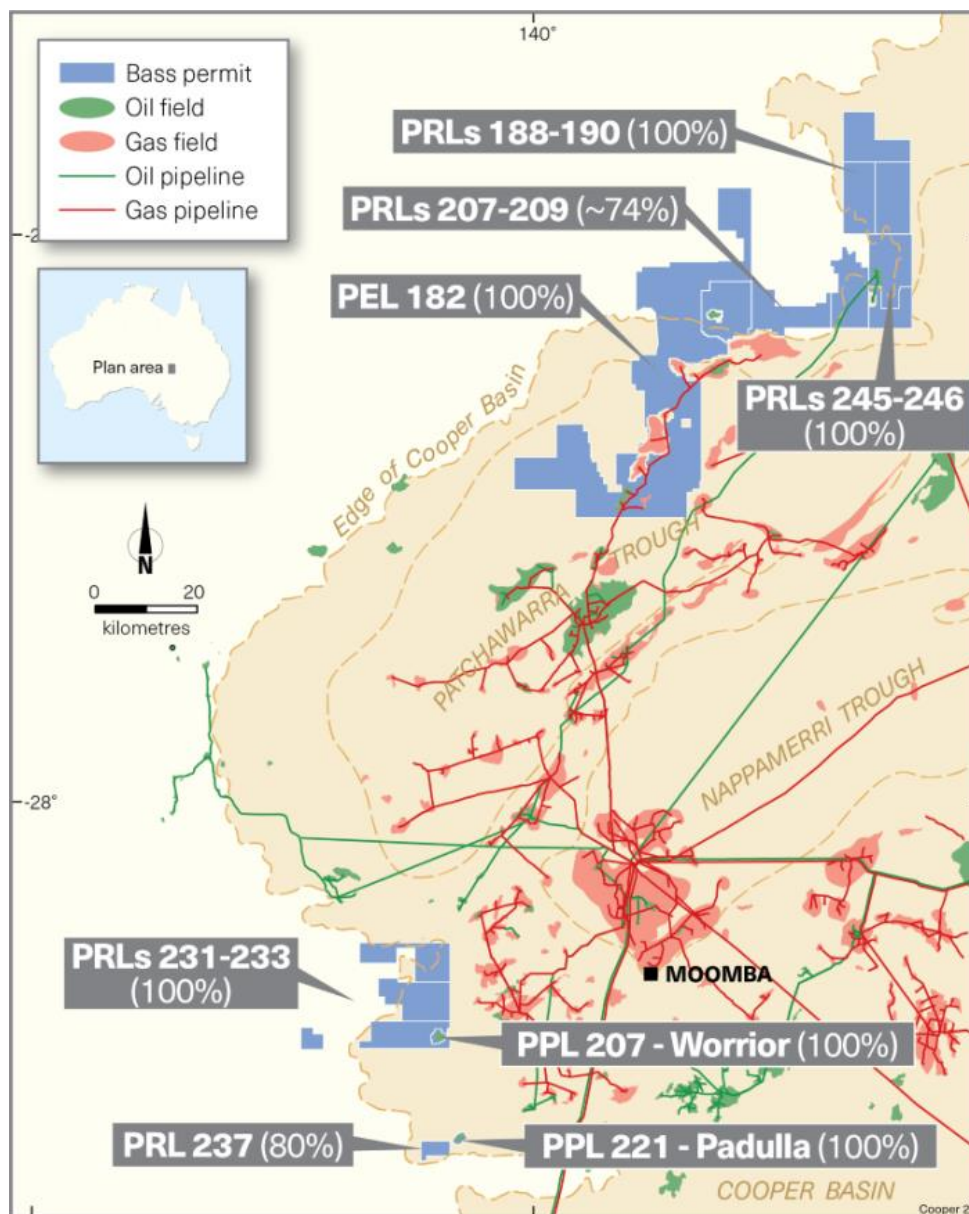 140°
Bass permit
Oil field
Gas field
Oil pipeline
Gas pipeline
PRLs 188-190 (100%)
PRLs 207-209 (~74%)
PEL 182 (100%)
Plan area
PRLs 245-246
(100%)
Edge of Cooper Basin
N
0 20
kilometres
PATCHAWARRA TROUGH
NAPPAMERRI TROUGH
-28°
PRLs 231-233
(100%)
MOOMBA
PPL 207 - Worrior (100%)
PRL 237 (80%)
PPL 221 - Padulla (100%)
COOPER BASIN